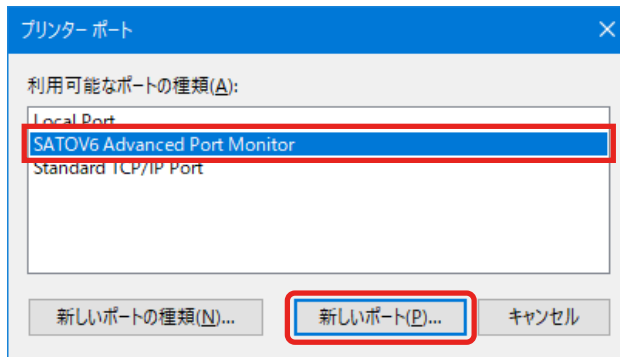 プリンター ポート
利用可能なポートの種類(A):
Local Port
SATOV6 Advanced Port Monitor
Standard TCP/IP Port
新しいポートの種類(N)... 新しいポート(P)... キャンセル